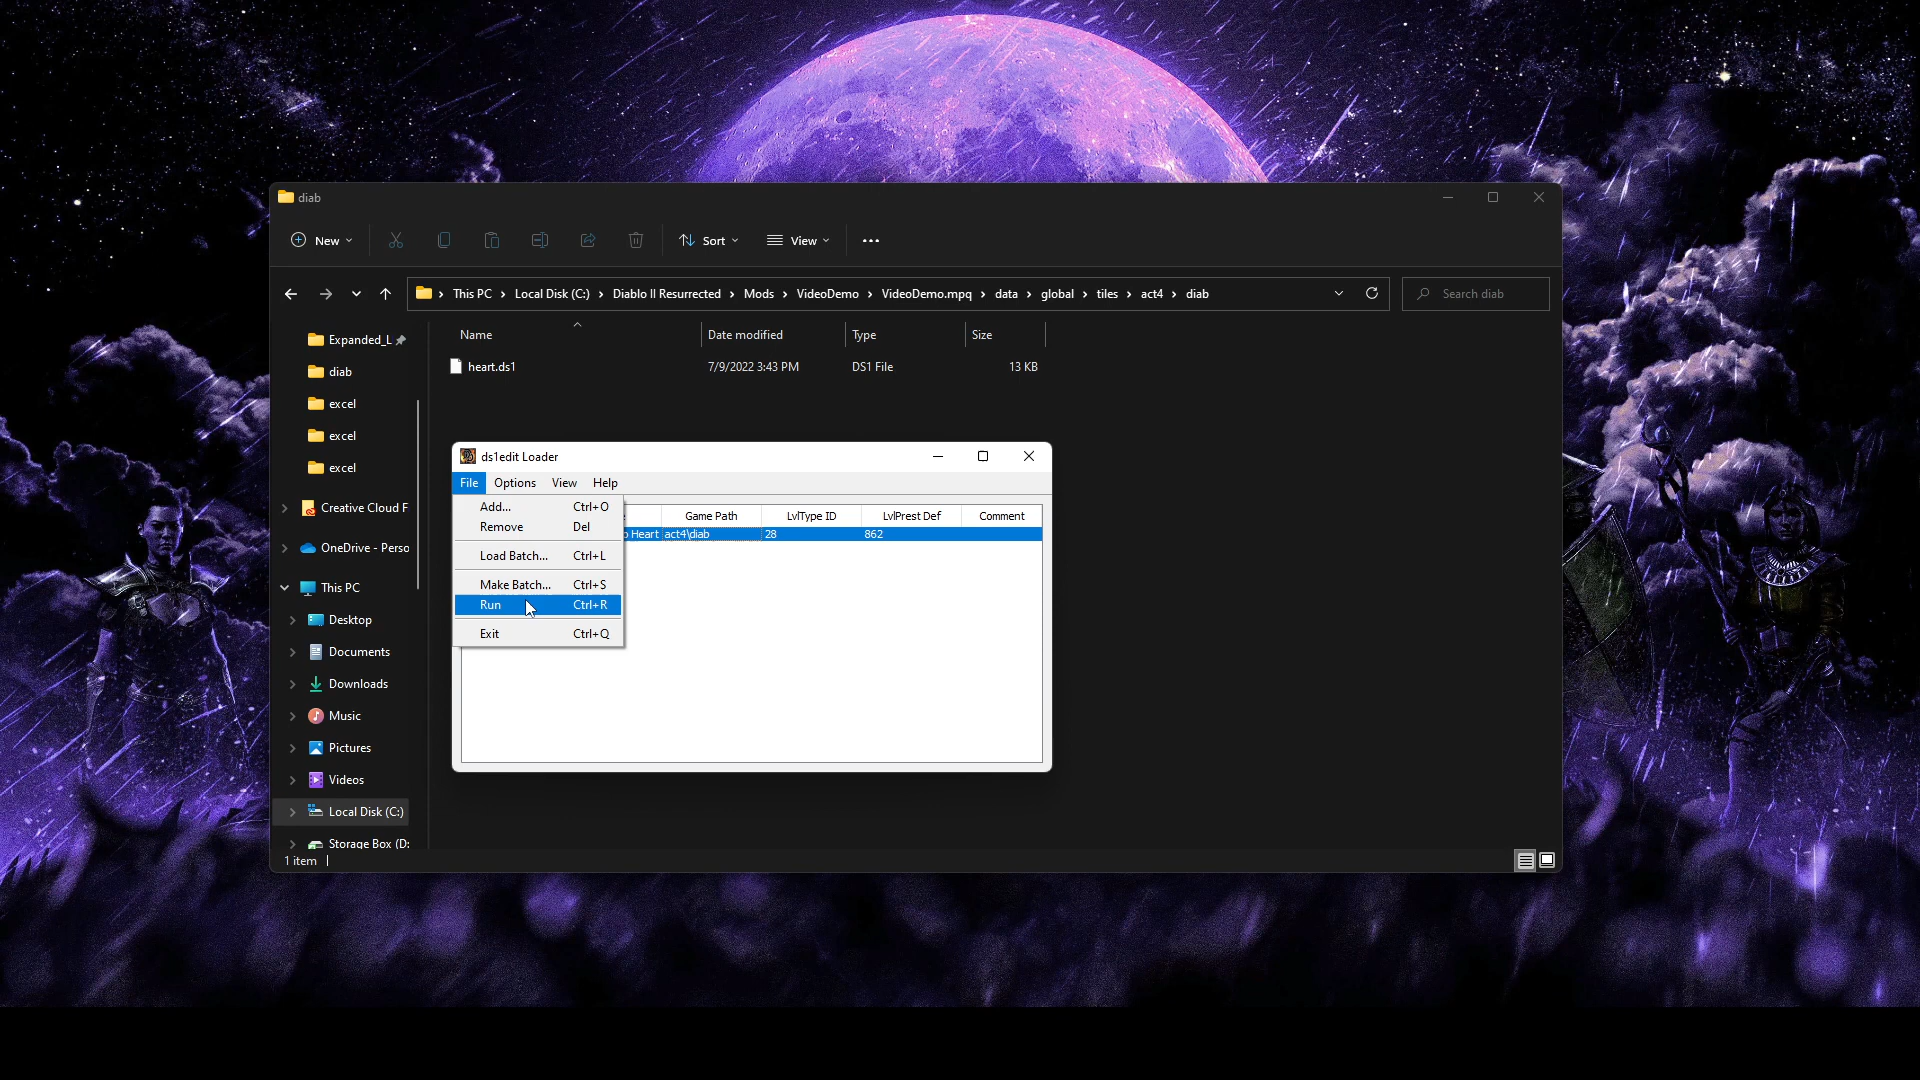 diab
New
Sort
View
This PC > Local Disk (C:) > Diablo II Resurrected > Mods > VideoDemo > VideoDemo.mpq > data > global > tiles > act4 > diab
Search diab
Name Date modified Type Size
heart.ds1 7/9/2022 3:43 PM DS1 File 13 KB
Expanded_L
diab
excel
excel
excel
Creative Cloud F
OneDrive - Perso
This PC
Desktop
Documents
Downloads
Music
Pictures
Videos
Local Disk (C:)
Storage Box (D:
1 item
ds1edit Loader
File Options View Help
Game Path LvlType ID LvlPrest Def Comment
Heart act4\diab 28 862
Add... Ctrl+O
Remove Del
Load Batch... Ctrl+L
Make Batch... Ctrl+S
Run Ctrl+R
Exit Ctrl+Q